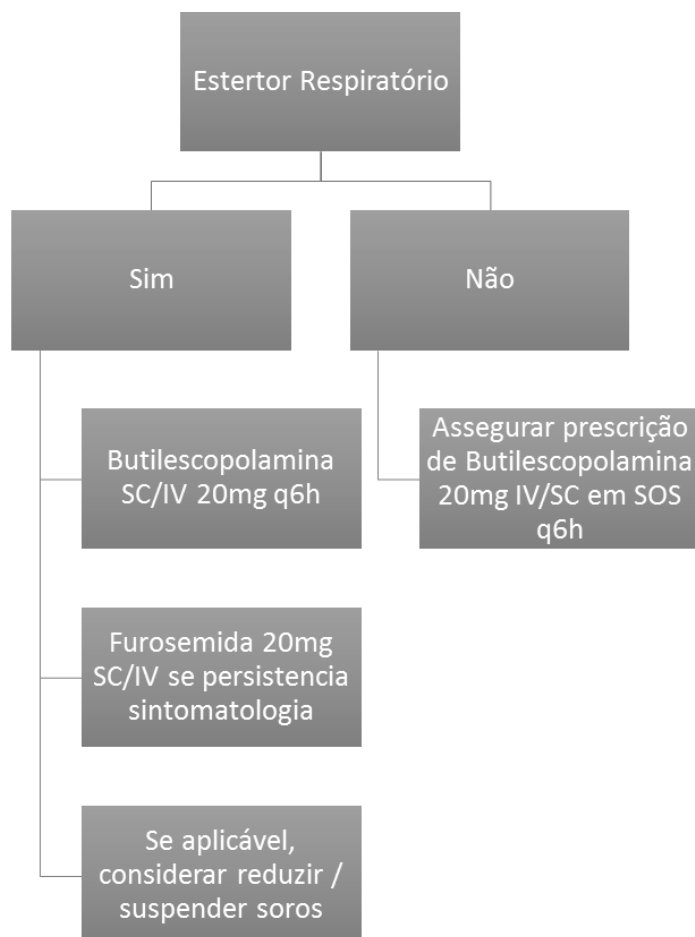 Estertor Respiratório
Sim
Não
Butilescopolamina
SC/IV 20mg q6h
Assegurar prescrição
de Butilescopolamina
20mg IV/SC em SOS
q6h
Furosemida 20mg
SC/IV se persistencia
sintomatologia
Se aplicável,
considerar reduzir /
suspender soros